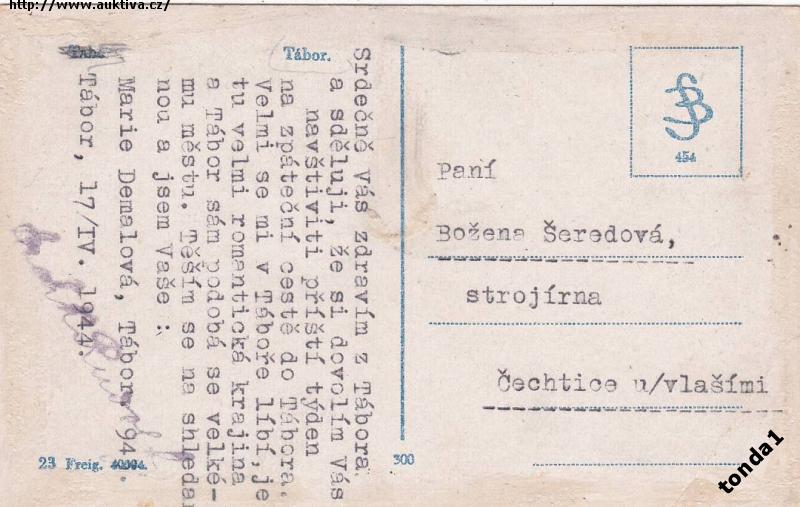 http://www.auktiva.cz/
Tábor.
Srdečně vás zdravím z Tábora
a sděluji, že si dovolím vás
navštíviti příští týden
na zpáteční cestě do Tábora.
Velmi se mi v Táboře líbí,je
tu velmi romantická krajina
a Tábor sám podobá se velké-
mu městu. Těším se na shledan
nou a jsem Vaše :
Marie Demalová, Tábor 94.
Tábor, 17/IV. 1944.
454
Paní
Božena Šeredová,
strojírna
Čechtice u/vlašími
23 Freig. 40094.
300
tonda1